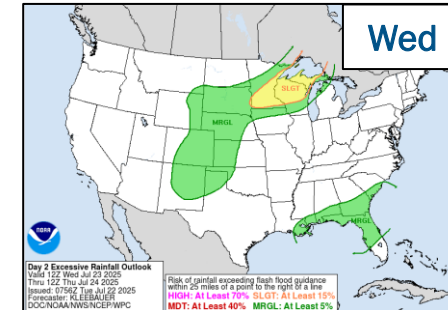 Wed
SLGT
MRGL
MRGL
NOAA
Day 2 Excessive Rainfall Outlook
Valid 12Z Wed Jul 23 2025
Thru 12Z Thu Jul 24 2025
Issued: 0756Z Tue Jul 22 2025
Forecaster: KLEEBAUER
DOC/NOAA/NWS/NCEP/WPC
Risk of rainfall exceeding flash flood guidance
within 25 miles of a point to the right of a line
HIGH: At Least 70% SLGT: At Least 15%
MDT: At Least 40% MRGL: At Least 5%